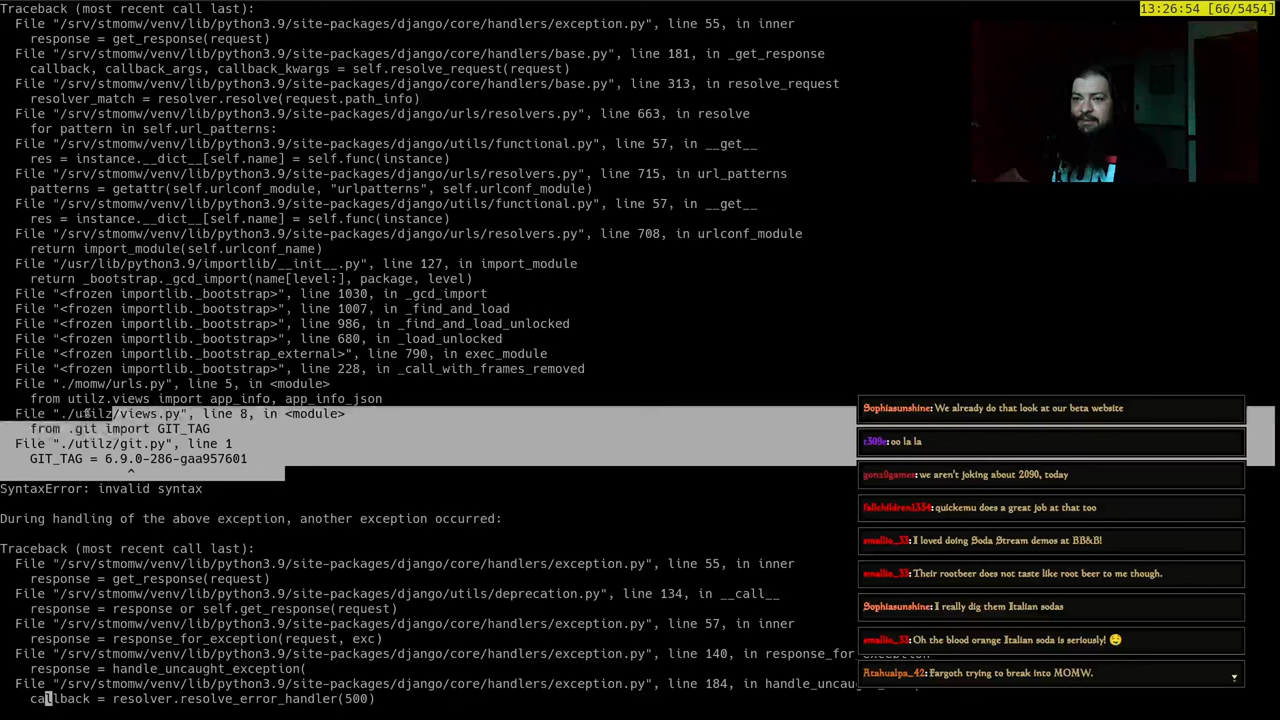 Traceback (most recent call last):
File "/srv/stmomw/venv/lib/python3.9/site-packages/django/core/handlers/exception.py", line 55, in inner
response = get_response(request)
File "/srv/stmomw/venv/lib/python3.9/site-packages/django/core/handlers/base.py", line 181, in _get_response
callback, callback_args, callback_kwargs = self.resolve_request(request)
File "/srv/stmomw/venv/lib/python3.9/site-packages/django/core/handlers/base.py", line 313, in resolve_request
resolver_match = resolver.resolve(request.path_info)
File "/srv/stmomw/venv/lib/python3.9/site-packages/django/urls/resolvers.py", line 663, in resolve
for pattern in self.url_patterns:
File "/srv/stmomw/venv/lib/python3.9/site-packages/django/utils/functional.py", line 57, in __get__
res = instance.__dict__[self.name] = self.func(instance)
File "/srv/stmomw/venv/lib/python3.9/site-packages/django/urls/resolvers.py", line 715, in url_patterns
patterns = getattr(self.urlconf_module, "urlpatterns", self.urlconf_module)
File "/srv/stmomw/venv/lib/python3.9/site-packages/django/utils/functional.py", line 57, in __get__
res = instance.__dict__[self.name] = self.func(instance)
File "/srv/stmomw/venv/lib/python3.9/site-packages/django/urls/resolvers.py", line 708, in urlconf_module
return import_module(self.urlconf_name)
File "/usr/lib/python3.9/importlib/__init__.py", line 127, in import_module
return _bootstrap._gcd_import(name[level:], package, level)
File "<frozen importlib._bootstrap>", line 1030, in _gcd_import
File "<frozen importlib._bootstrap>", line 1007, in _find_and_load
File "<frozen importlib._bootstrap>", line 986, in _find_and_load_unlocked
File "<frozen importlib._bootstrap>", line 680, in _load_unlocked
File "<frozen importlib._bootstrap_external>", line 790, in exec_module
File "<frozen importlib._bootstrap>", line 228, in _call_with_frames_removed
File "./momw/urls.py", line 5, in <module>
from utilz.views import app_info, app_info_json
File "./utilz/views.py", line 8, in <module>
from .git import GIT_TAG
File "./utilz/git.py", line 1
GIT_TAG = 6.9.0-286-gaa957601
^
SyntaxError: invalid syntax
During handling of the above exception, another exception occurred:
Traceback (most recent call last):
File "/srv/stmomw/venv/lib/python3.9/site-packages/django/core/handlers/exception.py", line 55, in inner
response = get_response(request)
File "/srv/stmomw/venv/lib/python3.9/site-packages/django/utils/deprecation.py", line 134, in __call__
response = response or self.get_response(request)
File "/srv/stmomw/venv/lib/python3.9/site-packages/django/core/handlers/exception.py", line 57, in inner
response = response_for_exception(request, exc)
File "/srv/stmomw/venv/lib/python3.9/site-packages/django/core/handlers/exception.py", line 140, in response_for_exception
response = handle_uncaught_exception(
File "/srv/stmomw/venv/lib/python3.9/site-packages/django/core/handlers/exception.py", line 184, in handle_uncau
callback = resolver.resolve_error_handler(500)
13:26:54 [66/5454]
Sophiasunshine: We already do that look at our beta website
c309e: oo la la
gonz0games: we aren't joking about 2090, today
fallchildren1334: quickemu does a great job at that too
smallio_33: I loved doing Soda Stream demos at BB&B!
smallio_33: Their rootbeer does not taste like root beer to me though.
Sophiasunshine: I really dig them Italian sodas
smallio_33: Oh the blood orange Italian soda is seriously! 😋
Atahualpa_42: Fargoth trying to break into MOMW.